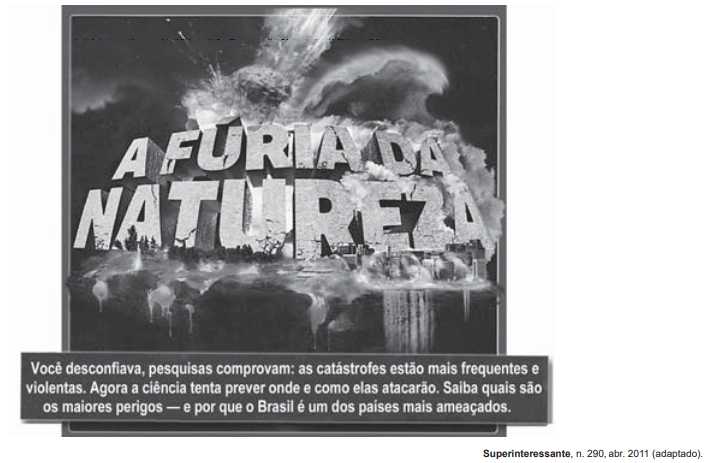 A FÚRIA DA
NATUREZA
Você desconfiava, pesquisas comprovam: as catástrofes estão mais frequentes e
violentas. Agora a ciência tenta prever onde e como elas atacarão. Saiba quais são
os maiores perigos — e por que o Brasil é um dos países mais ameaçados.
Superinteressante, n. 290, abr. 2011 (adaptado).